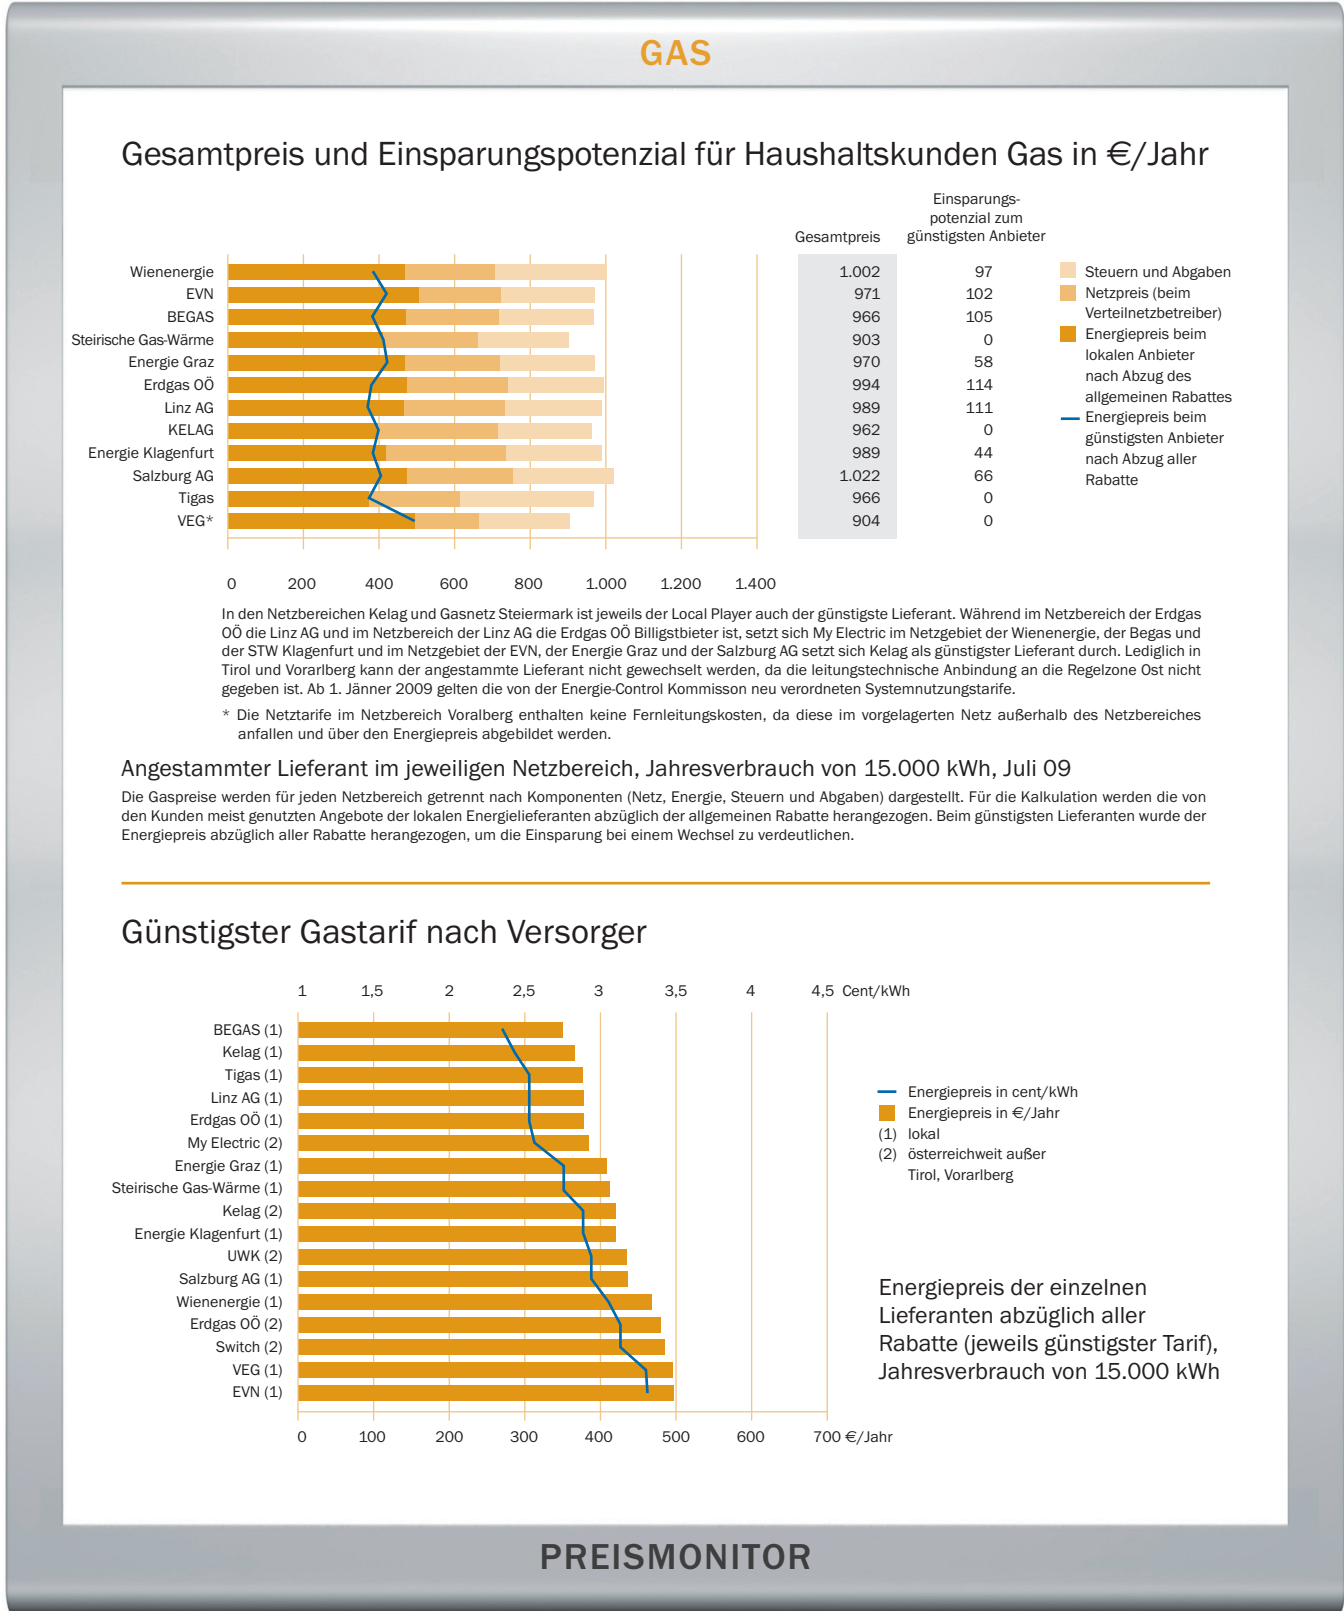 GAS
Gesamtpreis und Einsparungspotenzial für Haushaltskunden Gas in €/Jahr
Einsparungs-
potenzial zum
Gesamtpreis günstigsten Anbieter
Wienenergie 1.002 97
EVN 971 102
BEGAS 966 105
Steirische Gas-Wärme 903 0
Energie Graz 970 58
Erdgas OÖ 994 114
Linz AG 989 111
KELAG 962 0
Energie Klagenfurt 989 44
Salzburg AG 1.022 66
Tigas 966 0
VEG* 904 0
Steuern und Abgaben
Netzpreis (beim
Verteilnetzbetreiber)
Energiepreis beim
lokalen Anbieter
nach Abzug des
allgemeinen Rabattes
Energiepreis beim
günstigsten Anbieter
nach Abzug aller
Rabatte
0 200 400 600 800 1.000 1.200 1.400
In den Netzbereichen Kelag und Gasnetz Steiermark ist jeweils der Local Player auch der günstigste Lieferant. Während im Netzbereich der Erdgas
OÖ die Linz AG und im Netzbereich der Linz AG die Erdgas OÖ Billigstbieter ist, setzt sich My Electric im Netzgebiet der Wienenergie, der Begas und
der STW Klagenfurt und im Netzgebiet der EVN, der Energie Graz und der Salzburg AG setzt sich Kelag als günstigster Lieferant durch. Lediglich in
Tirol und Vorarlberg kann der angestammte Lieferant nicht gewechselt werden, da die leitungstechnische Anbindung an die Regelzone Ost nicht
gegeben ist. Ab 1. Jänner 2009 gelten die von der Energie-Control Kommisson neu verordneten Systemnutzungstarife.
* Die Netztarife im Netzbereich Voralberg enthalten keine Fernleitungskosten, da diese im vorgelagerten Netz außerhalb des Netzbereiches
anfallen und über den Energiepreis abgebildet werden.
Angestammter Lieferant im jeweiligen Netzbereich, Jahresverbrauch von 15.000 kWh, Juli 09
Die Gaspreise werden für jeden Netzbereich getrennt nach Komponenten (Netz, Energie, Steuern und Abgaben) dargestellt. Für die Kalkulation werden die von
den Kunden meist genutzten Angebote der lokalen Energielieferanten abzüglich der allgemeinen Rabatte herangezogen. Beim günstigsten Lieferanten wurde der
Energiepreis abzüglich aller Rabatte herangezogen, um die Einsparung bei einem Wechsel zu verdeutlichen.
Günstigster Gastarif nach Versorger
1 1,5 2 2,5 3 3,5 4 4,5 Cent/kWh
BEGAS (1)
Kelag (1)
Tigas (1)
Linz AG (1)
Erdgas OÖ (1)
My Electric (2)
Energie Graz (1)
Steirische Gas-Wärme (1)
Kelag (2)
Energie Klagenfurt (1)
UWK (2)
Salzburg AG (1)
Wienenergie (1)
Erdgas OÖ (2)
Switch (2)
VEG (1)
EVN (1)
0 100 200 300 400 500 600 700 €/Jahr
Energiepreis in cent/kWh
Energiepreis in €/Jahr
(1) lokal
(2) österreichweit außer
Tirol, Vorarlberg
Energiepreis der einzelnen
Lieferanten abzüglich aller
Rabatte (jeweils günstigster Tarif),
Jahresverbrauch von 15.000 kWh
PREISMONITOR